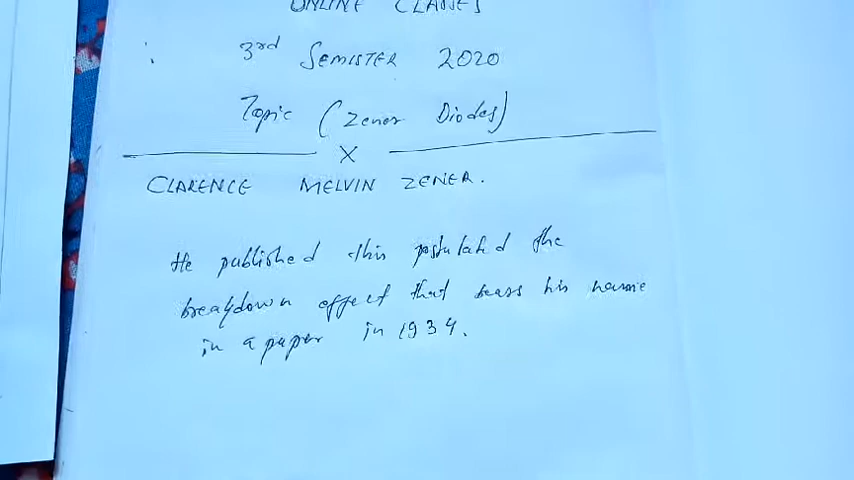 ONLINE CLASSES
3rd SEMISTER 2020
Topic (Zener Diodes)
X
CLARENCE MELVIN ZENER.
He published this postulated the
breakdown effect that bears his name
in a paper in 1934.